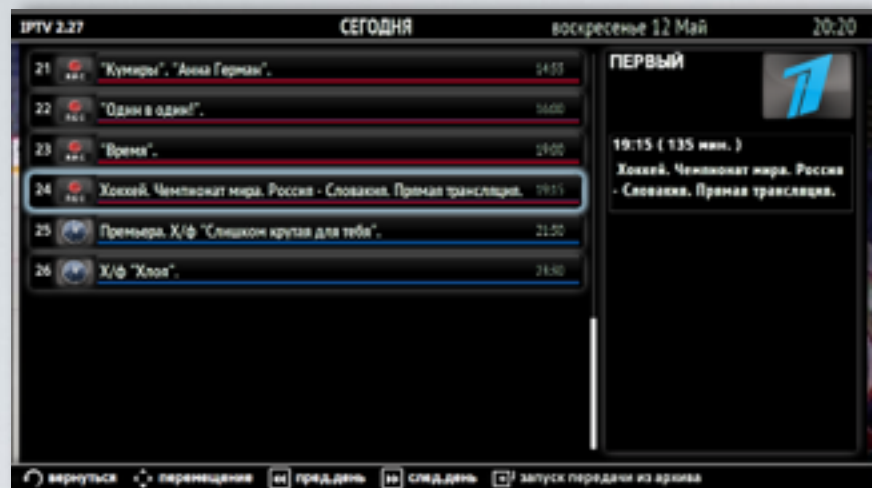 IPTV 2.27 СЕГОДНЯ воскресенье 12 Май 20:20
21 "Кумиры". "Анна Герман". 14:55
22 "Один в один!". 16:00
23 "Время". 19:00
24 Хоккей. Чемпионат мира. Россия - Словакия. Прямая трансляция. 19:15
25 Премьера. Х/ф "Слишком крутая для тебя". 21:30
26 Х/ф "Хлоя".
ПЕРВЫЙ
19:15 ( 135 мин. )
Хоккей. Чемпионат мира. Россия
- Словакия. Прямая трансляция.
вернуться перемещение пред.день след.день запуск передачи из архива